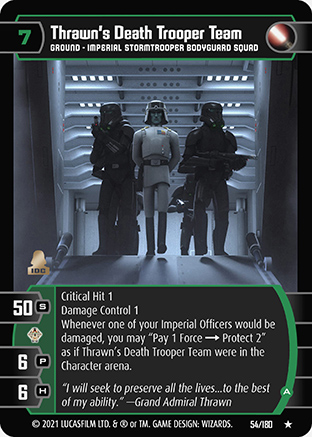 7
Thrawn's Death Trooper Team
GROUND - IMPERIAL STORMTROOPER BODYGUARD SQUAD
IDC
50 S
6 P
6 H
Critical Hit 1
Damage Control 1
Whenever one of your Imperial Officers would be
damaged, you may "Pay 1 Force → Protect 2"
as if Thrawn's Death Trooper Team were in the
Character arena.
"I will seek to preserve all the lives...to the best
of my ability." —Grand Admiral Thrawn
A
© 2021 LUCASFILM LTD. & ® or TM. GAME DESIGN: WIZARDS.
54/180